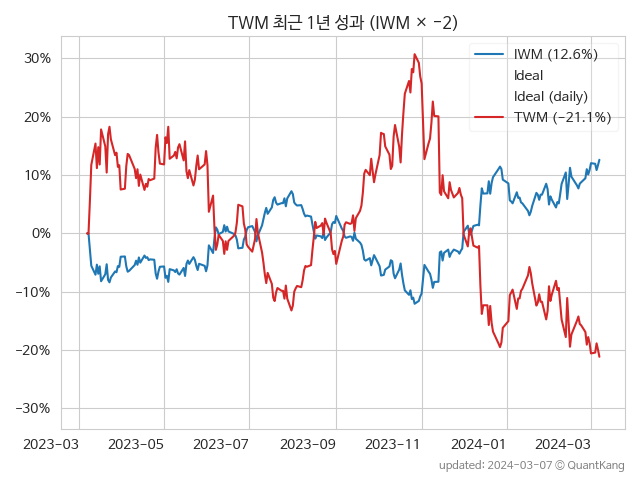 TWM 최근 1년 성과 (IWM × −2)
IWM (12.6%)
Ideal
Ideal (daily)
TWM (−21.1%)
30%
20%
10%
0%
−10%
−20%
−30%
2023-03 2023-05 2023-07 2023-09 2023-11 2024-01 2024-03
updated: 2024-03-07 © QuantKang